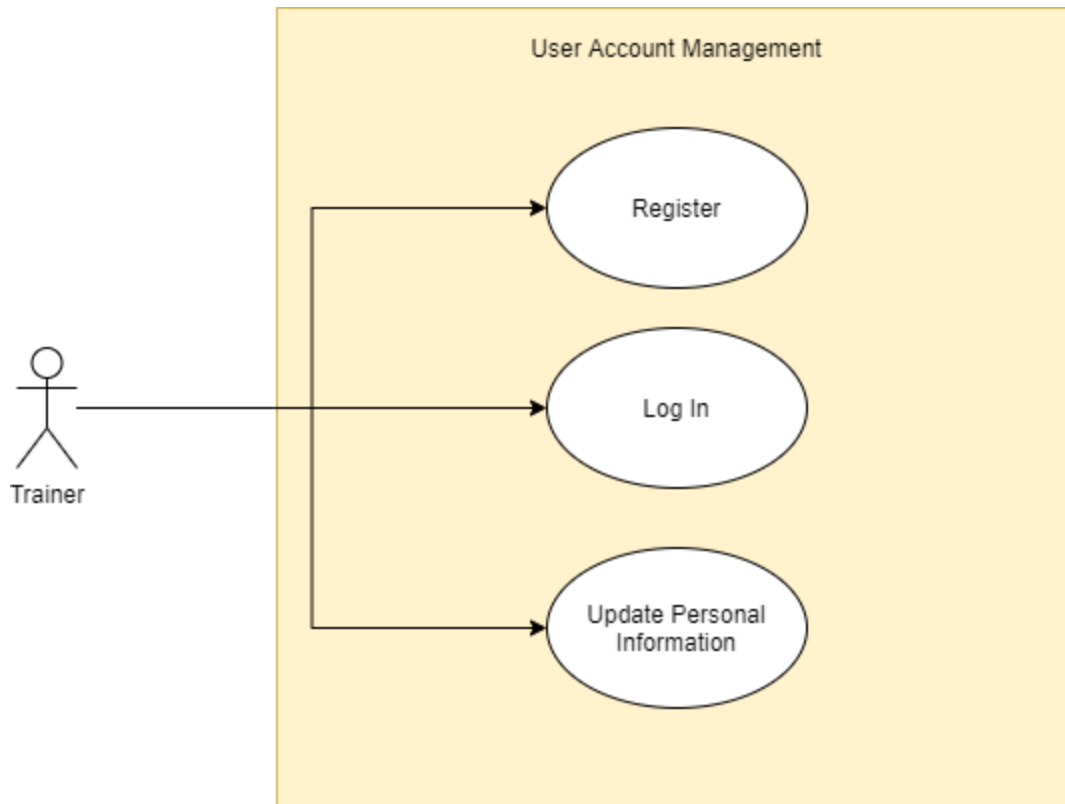 User Account Management
Register
Log In
Trainer
Update Personal
Information